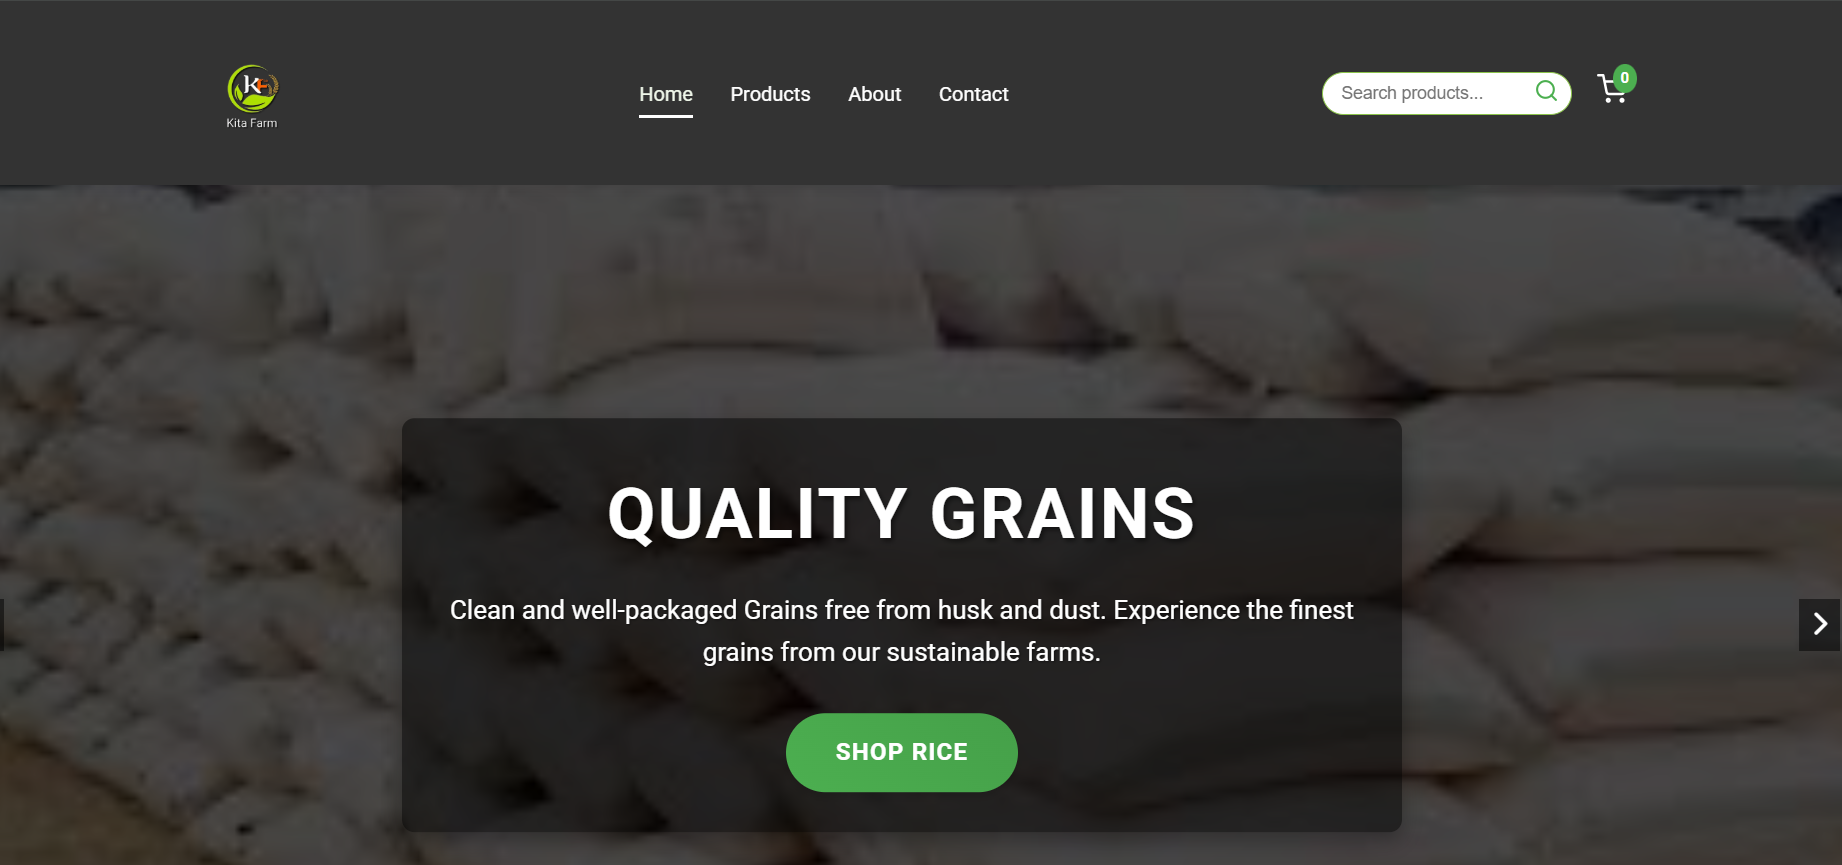 KF
Kita Farm
Home
Products
About
Contact
Search products...
0
QUALITY GRAINS
Clean and well-packaged Grains free from husk and dust. Experience the finest
grains from our sustainable farms.
SHOP RICE